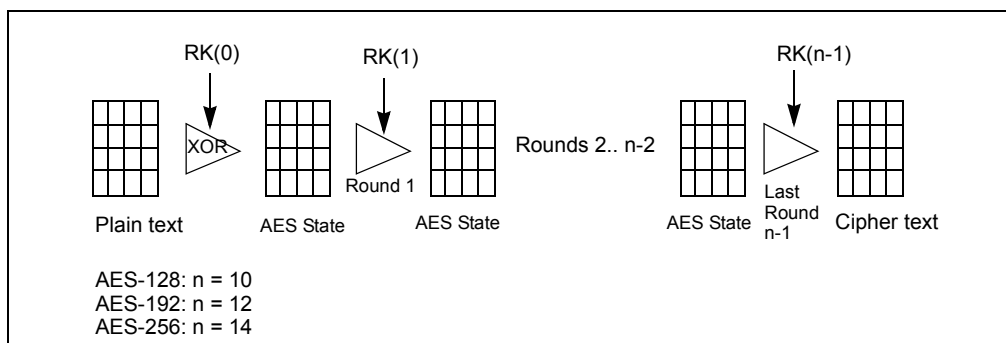 RK(0)
RK(1)
RK(n-1)
XOR
Rounds 2.. n-2
Round 1
Plain text
AES State
AES State
AES State
Last
Round
n-1
Cipher text
AES-128: n = 10
AES-192: n = 12
AES-256: n = 14